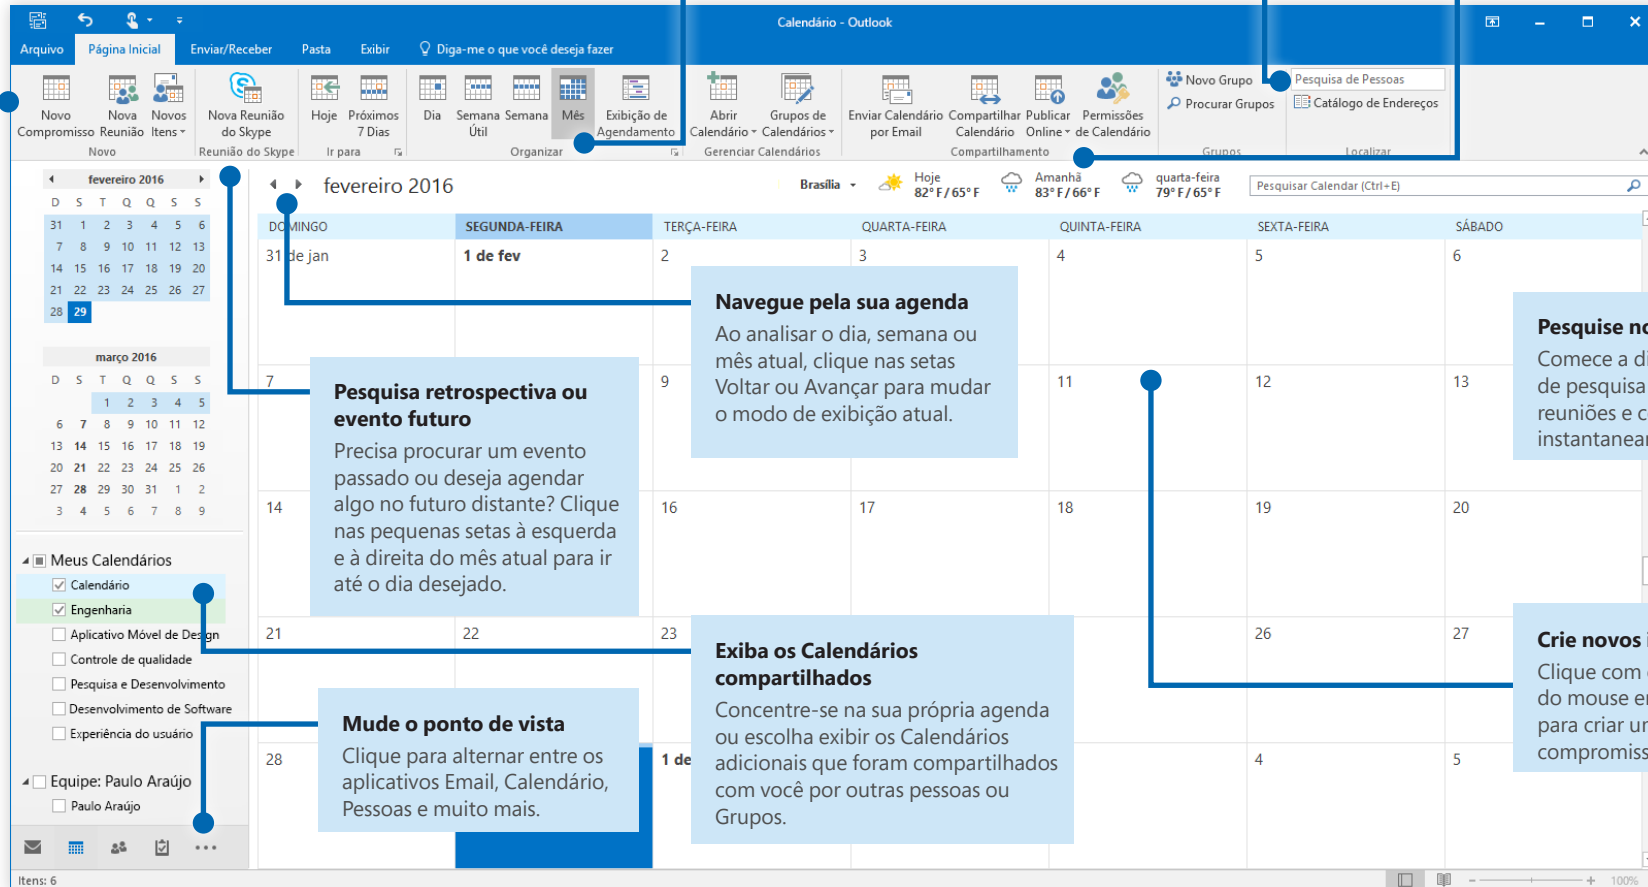 Calendário - Outlook
Arquivo Página Inicial Enviar/Receber Pasta Exibir Diga-me o que você deseja fazer
Novo Compromisso
Nova Reunião
Novos Itens
Novo
Nova Reunião do Skype
Reunião do Skype
Hoje
Próximos 7 Dias
Ir para
Dia
Semana Útil
Semana
Mês
Exibição de Agendamento
Organizar
Abrir Calendário
Grupos de Calendários
Gerenciar Calendários
Enviar Calendário por Email
Compartilhar Calendário
Publicar Online
Permissões de Calendário
Compartilhamento
Novo Grupo
Procurar Grupos
Grupos
Pesquisa de Pessoas
Catálogo de Endereços
Localizar
fevereiro 2016
D S T Q Q S S
31 1 2 3 4 5 6
7 8 9 10 11 12 13
14 15 16 17 18 19 20
21 22 23 24 25 26 27
28 29
março 2016
D S T Q Q S S
1 2 3 4 5
6 7 8 9 10 11 12
13 14 15 16 17 18 19
20 21 22 23 24 25 26
27 28 29 30 31 1 2
3 4 5 6 7 8 9
Meus Calendários
Calendário
Engenharia
Aplicativo Móvel de Design
Controle de qualidade
Pesquisa e Desenvolvimento
Desenvolvimento de Software
Experiência do usuário
Equipe: Paulo Araújo
Paulo Araújo
Itens: 6
fevereiro 2016
Brasília
Hoje
82° F / 65° F
Amanhã
83° F / 66° F
quarta-feira
79° F / 65° F
Pesquisar Calendar (Ctrl+E)
DOMINGO SEGUNDA-FEIRA TERÇA-FEIRA QUARTA-FEIRA QUINTA-FEIRA SEXTA-FEIRA SÁBADO
31 de jan 1 de fev 2 3 4 5 6
7 9 11 12 13
14 16 17 18 19 20
21 22 23 26 27
28 1 de 4 5
Navegue pela sua agenda
Ao analisar o dia, semana ou
mês atual, clique nas setas
Voltar ou Avançar para mudar
o modo de exibição atual.
Pesquisa retrospectiva ou
evento futuro
Precisa procurar um evento
passado ou deseja agendar
algo no futuro distante? Clique
nas pequenas setas à esquerda
e à direita do mês atual para ir
até o dia desejado.
Exiba os Calendários
compartilhados
Concentre-se na sua própria agenda
ou escolha exibir os Calendários
adicionais que foram compartilhados
com você por outras pessoas ou
Grupos.
Mude o ponto de vista
Clique para alternar entre os
aplicativos Email, Calendário,
Pessoas e muito mais.
Pesquise
Comece a
de pesquisa
reuniões e
Crie novos
Clique com
do mouse
para criar
100%